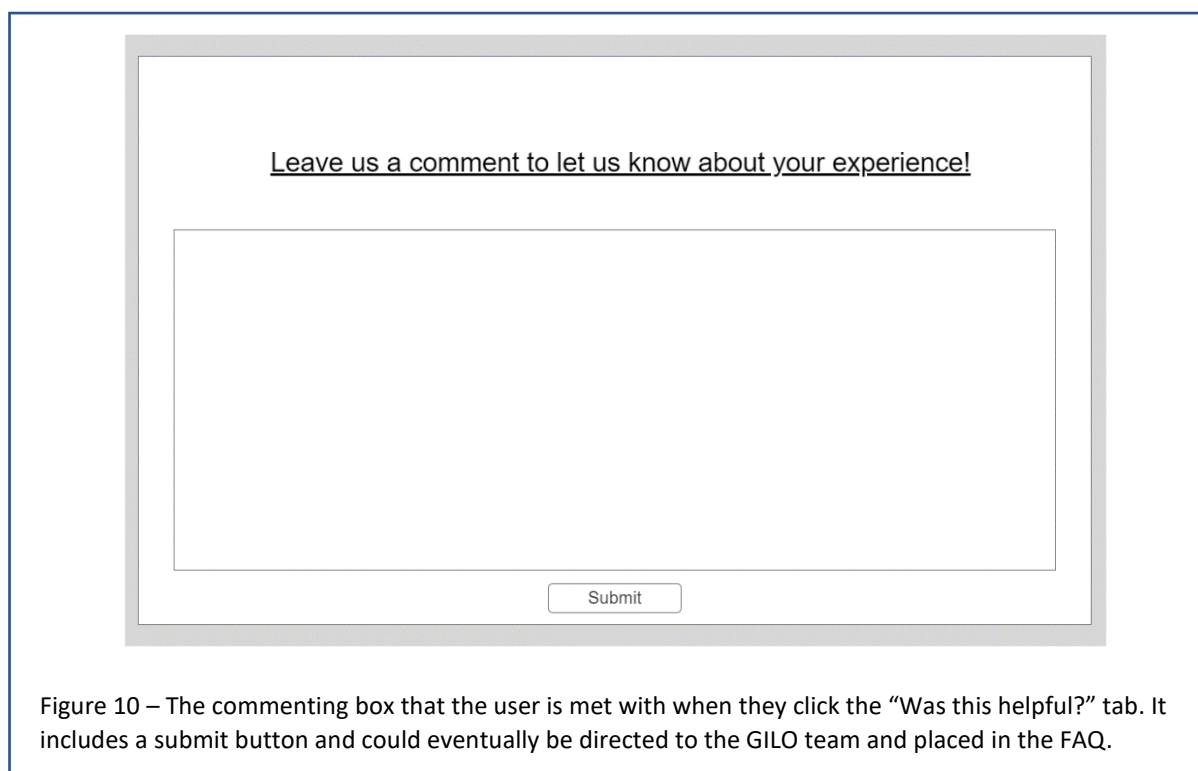 Leave us a comment to let us know about your experience!
Submit
Figure 10 – The commenting box that the user is met with when they click the “Was this helpful?” tab. It
includes a submit button and could eventually be directed to the GILO team and placed in the FAQ.